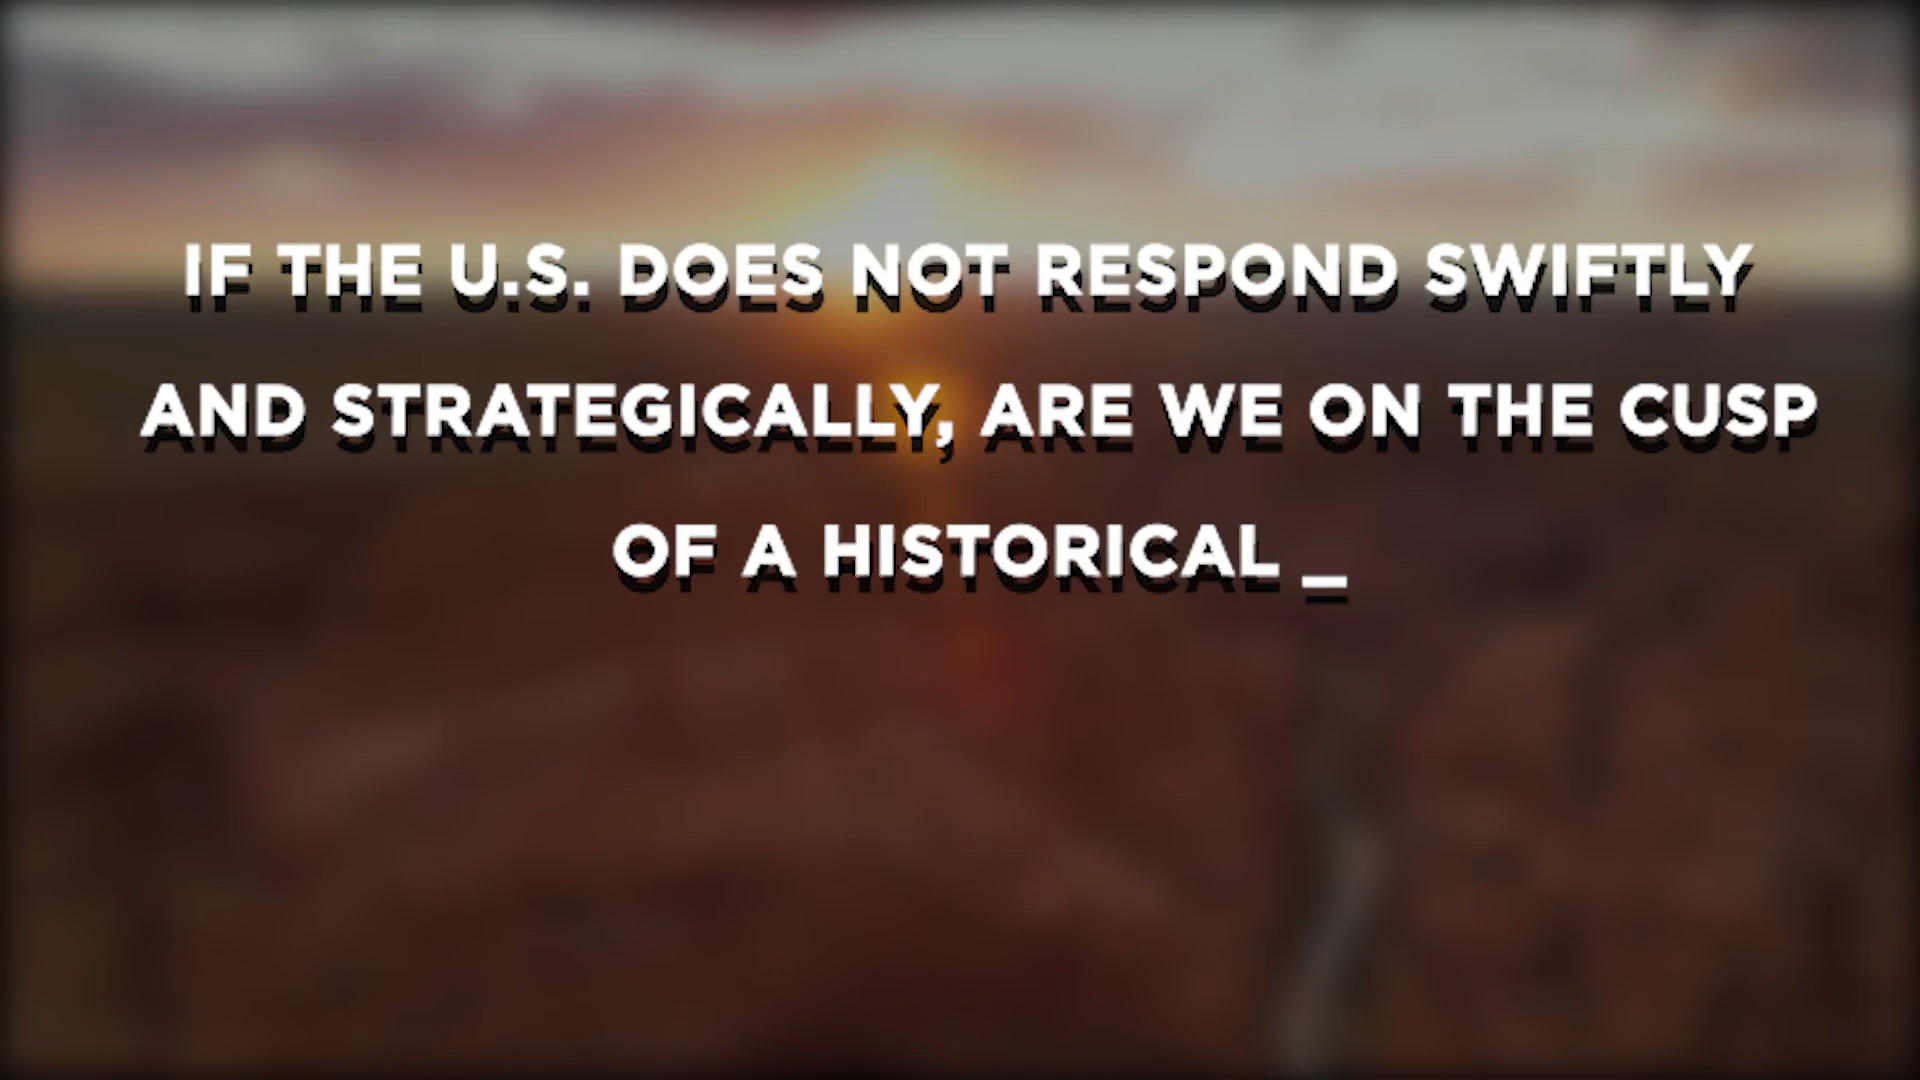 IF THE U.S. DOES NOT RESPOND SWIFTLY
AND STRATEGICALLY, ARE WE ON THE CUSP
OF A HISTORICAL _